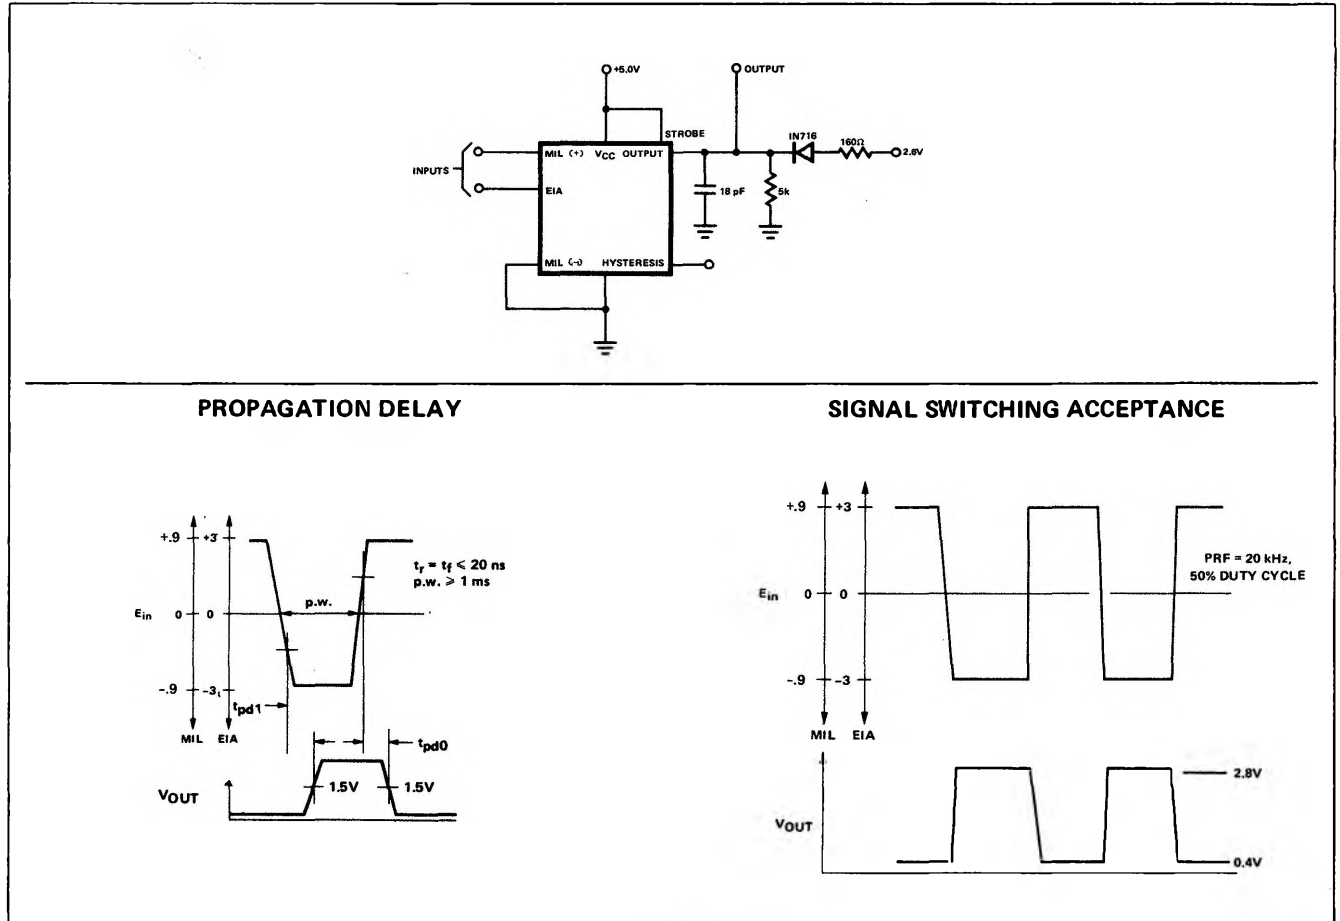 +5.0V
OUTPUT
STROBE
IN716
160Ω
2.6V
MIL (+) VCC OUTPUT
INPUTS
EIA
18 pF
5k
MIL (-) HYSTERESIS
PROPAGATION DELAY
+.9 +3
tr = tf ≤ 20 ns
p.w. ≥ 1 ms
p.w.
Ein 0 0
-.9 -3
tpd1
MIL EIA
tpd0
1.5V 1.5V
VOUT
SIGNAL SWITCHING ACCEPTANCE
+.9 +3
PRF = 20 kHz,
50% DUTY CYCLE
Ein 0 0
-.9 -3
MIL EIA
2.8V
VOUT
0.4V